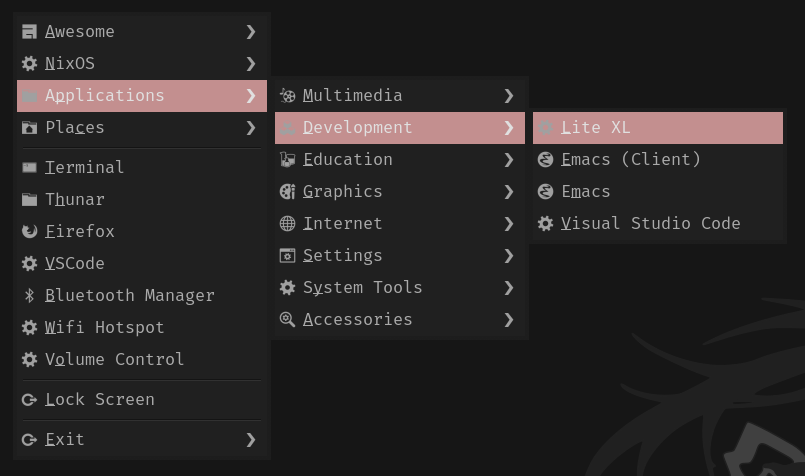 Awesome
NixOS
Applications
Places
Terminal
Thunar
Firefox
VSCode
Bluetooth Manager
Wifi Hotspot
Volume Control
Lock Screen
Exit
Multimedia
Development
Education
Graphics
Internet
Settings
System Tools
Accessories
Lite XL
Emacs (Client)
Emacs
Visual Studio Code